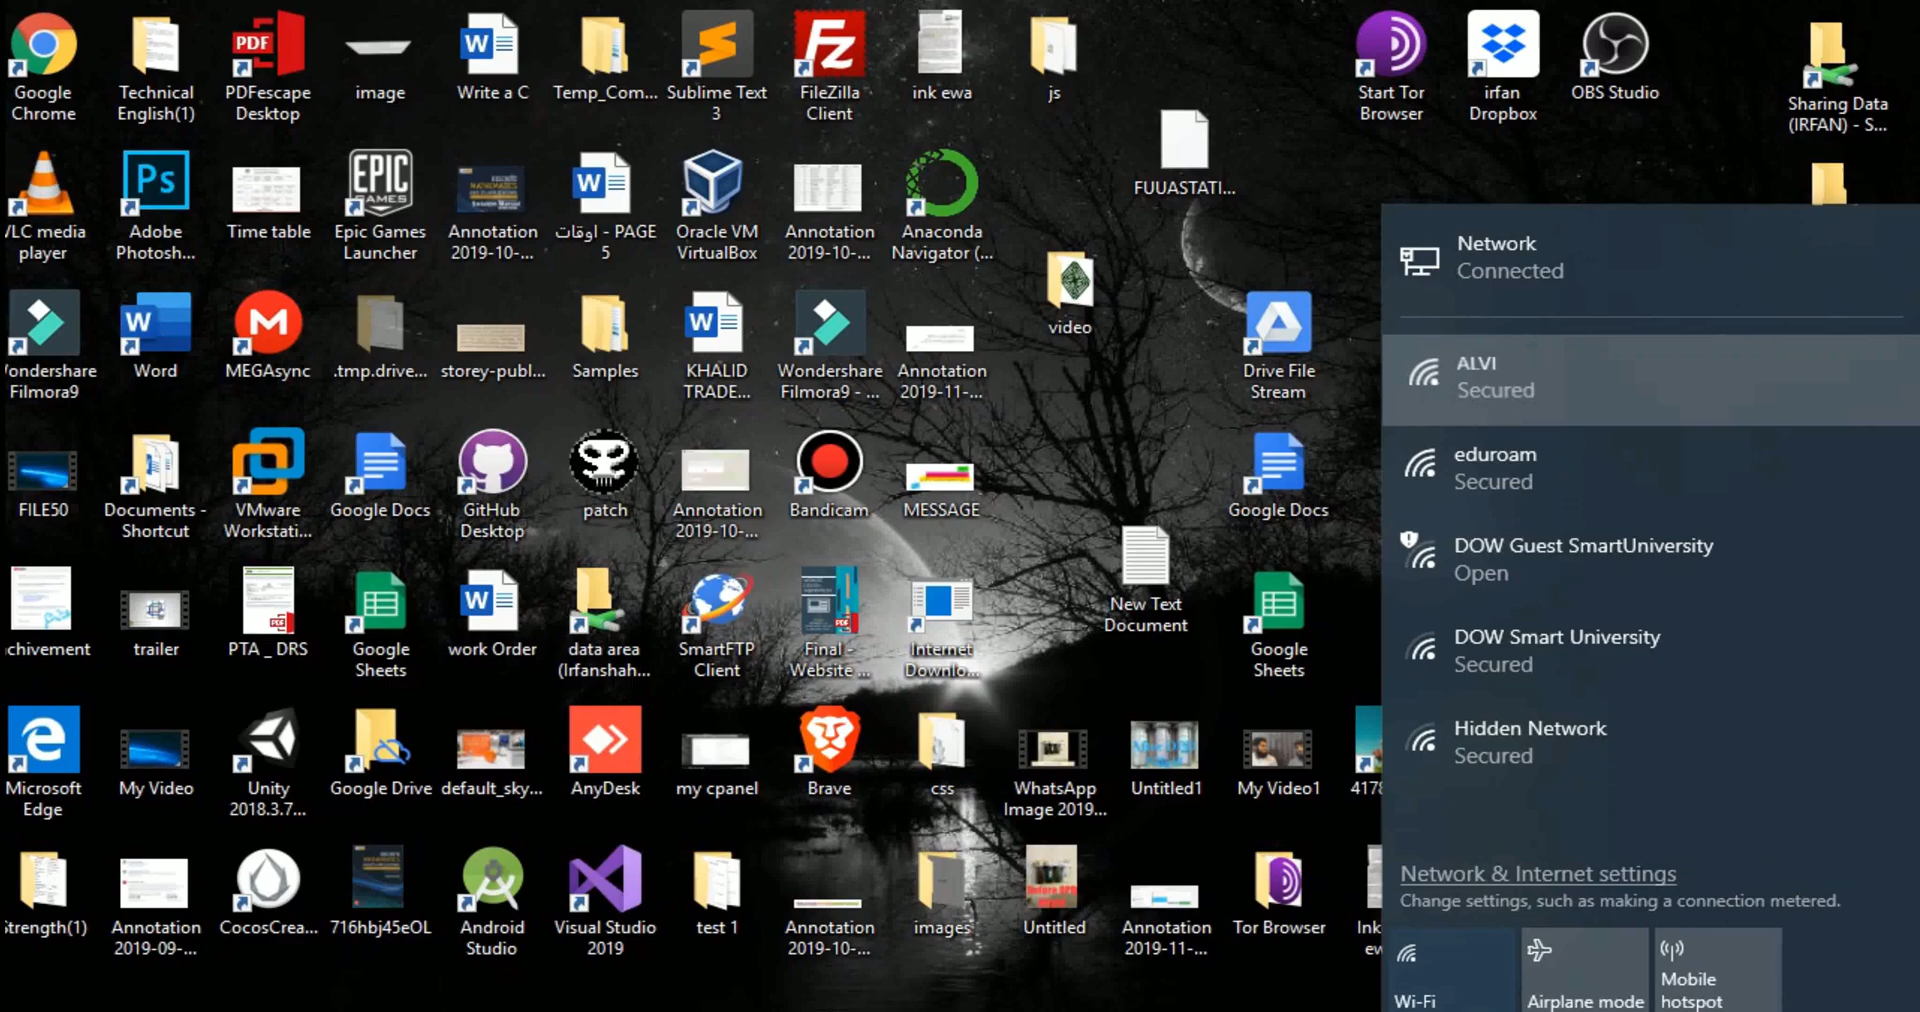 Google
Chrome
Technical
English(1)
PDF
PDFescape
Desktop
image
Write a C
Temp_Com...
Sublime Text
3
FileZilla
Client
ink ewa
js
FUUASTATI...
Start Tor
Browser
irfan
Dropbox
OBS Studio
Sharing Data
(IRFAN) - S...
VLC media
player
Ps
Adobe
Photosh...
Time table
EPIC
GAMES
Epic Games
Launcher
Annotation
2019-10-...
اوقات - PAGE
5
Oracle VM
VirtualBox
Annotation
2019-10-...
Anaconda
Navigator (...
video
ondershare
Filmora9
Word
MEGAsync
.tmp.drive...
storey-publ...
Samples
KHALID
TRADE...
Wondershare
Filmora9 - ...
Annotation
2019-11-...
Drive File
Stream
FILE50
Documents -
Shortcut
VMware
Workstati...
Google Docs
GitHub
Desktop
patch
Annotation
2019-10-...
Bandicam
MESSAGE
Google Docs
chivement
trailer
PTA _ DRS
Google
Sheets
work Order
data area
(Irfanshah...
SmartFTP
Client
Final -
Website ...
Internet
Downlo...
New Text
Document
Google
Sheets
Microsoft
Edge
My Video
Unity
2018.3.7...
Google Drive
default_sky...
AnyDesk
my cpanel
Brave
css
WhatsApp
Image 2019...
Untitled1
My Video1
4178
Strength(1)
Annotation
2019-09-...
CocosCrea...
716hbj45eOL
Android
Studio
Visual Studio
2019
test 1
Annotation
2019-10-...
images
Untitled
Annotation
2019-11-...
Tor Browser
Ink
ew
Network
Connected
ALVI
Secured
eduroam
Secured
DOW Guest SmartUniversity
Open
DOW Smart University
Secured
Hidden Network
Secured
Network & Internet settings
Change settings, such as making a connection metered.
Wi-Fi
Airplane mode
Mobile
hotspot